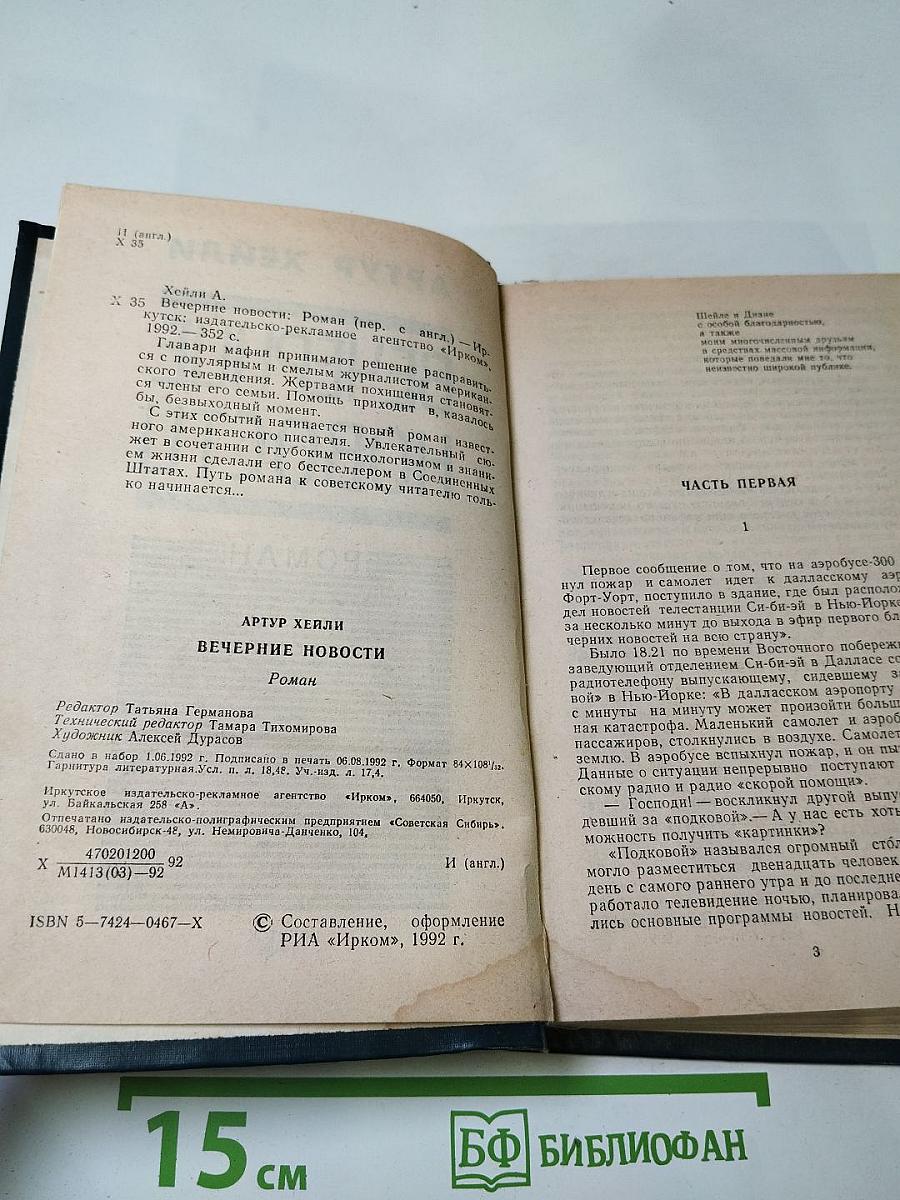 И (англ.)
Х 35
Хейли А.
Х 35 Вечерние новости: Роман (пер. с англ.) — Ир-
кутск: издательско-рекламное агентство «Ирком»,
1992.— 352 с.
Главари мафии принимают решение расправить-
ся с популярным и смелым журналистом американ-
ского телевидения. Жертвами похищения становят-
ся члены его семьи. Помощь приходит в, казалось
бы, безвыходный момент.
С этих событий начинается новый роман извест-
ного американского писателя. Увлекательный сю-
жет в сочетании с глубоким психологизмом и знани-
ем жизни сделали его бестселлером в Соединенных
Штатах. Путь романа к советскому читателю толь-
ко начинается...
АРТУР ХЕЙЛИ
ВЕЧЕРНИЕ НОВОСТИ
Роман
Редактор Татьяна Германова
Технический редактор Тамара Тихомирова
Художник Алексей Дурасов
Сдано в набор 1.06.1992 г. Подписано в печать 06.08.1992 г. Формат 84×108¹/₃₂.
Гарнитура литературная.Усл. п. л. 18,48. Уч.-изд. л. 17,4.
Иркутское издательско-рекламное агентство «Ирком», 664050, Иркутск,
ул. Байкальская 258 «А».
Отпечатано издательско-полиграфическим предприятием «Советская Сибирь».
630048, Новосибирск-48, ул. Немировича-Данченко, 104,
Х 470201200 92 И (англ.)
М1413(03)—92
ISBN 5—7424—0467—X
© Составление, оформление
РИА «Ирком», 1992 г.
Шейле и Диане
с особой благодарностью,
а также
моим многочисленным друзьям
в средствах массовой информации,
которые поведали мне то, что
неизвестно широкой публике.
ЧАСТЬ ПЕРВАЯ
1
Первое сообщение о том, что на аэробусе-300
нул пожар и самолет идет к далласскому аэр
Форт-Уорт, поступило в здание, где был располож
дел новостей телестанции Си-би-эй в Нью-Йорке
за несколько минут до выхода в эфир первого бл
черних новостей на всю страну».
Было 18.21 по времени Восточного побереж
заведующий отделением Си-би-эй в Далласе со
радиотелефону выпускающему, сидевшему за
вой» в Нью-Йорке: «В далласском аэропорту
с минуты на минуту может произойти больш
ная катастрофа. Маленький самолет и аэроб
пассажиров, столкнулись в воздухе. Самолет
землю. В аэробусе вспыхнул пожар, и он пы
Данные о ситуации непрерывно поступают
скому радио и радио «скорой помощи».
— Господи! — воскликнул другой выпу
девший за «подковой».— А у нас есть хоть
можность получить «картинки»?
«Подковой» назывался огромный стол
могло разместиться двенадцать человек
день с самого раннего утра и до последне
работало телевидение ночью, планирова
лись основные программы новостей. Н
3
15 см
БФ БИБЛИОФАН